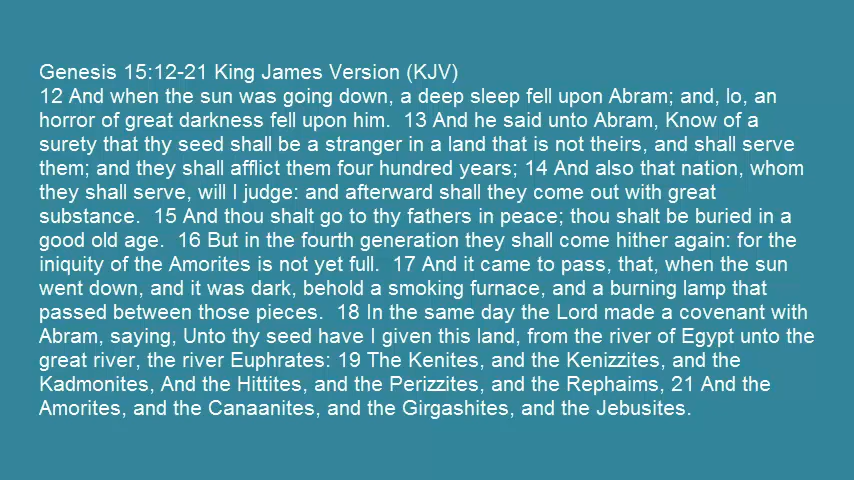 Genesis 15:12-21 King James Version (KJV)
12 And when the sun was going down, a deep sleep fell upon Abram; and, lo, an
horror of great darkness fell upon him.  13 And he said unto Abram, Know of a
surety that thy seed shall be a stranger in a land that is not theirs, and shall serve
them; and they shall afflict them four hundred years; 14 And also that nation, whom
they shall serve, will I judge: and afterward shall they come out with great
substance.  15 And thou shalt go to thy fathers in peace; thou shalt be buried in a
good old age.  16 But in the fourth generation they shall come hither again: for the
iniquity of the Amorites is not yet full.  17 And it came to pass, that, when the sun
went down, and it was dark, behold a smoking furnace, and a burning lamp that
passed between those pieces.  18 In the same day the Lord made a covenant with
Abram, saying, Unto thy seed have I given this land, from the river of Egypt unto the
great river, the river Euphrates: 19 The Kenites, and the Kenizzites, and the
Kadmonites, And the Hittites, and the Perizzites, and the Rephaims, 21 And the
Amorites, and the Canaanites, and the Girgashites, and the Jebusites.